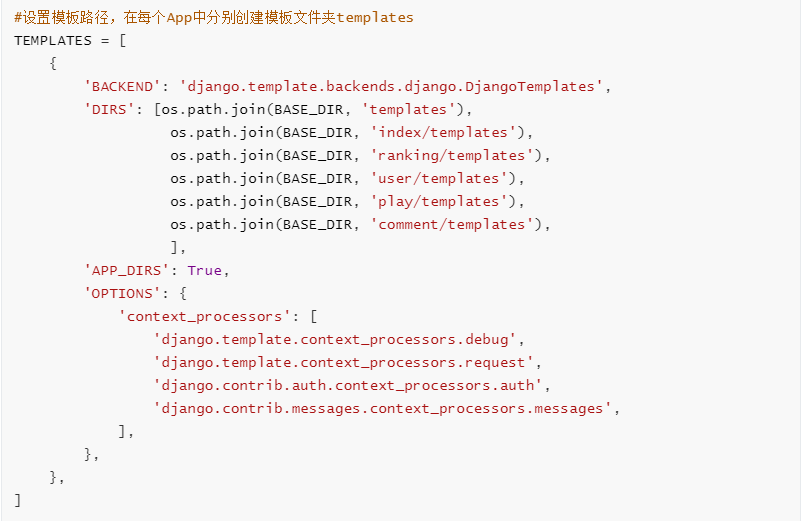 #设置模板路径，在每个App中分别创建模板文件夹templates
TEMPLATES = [
    {
        'BACKEND': 'django.template.backends.django.DjangoTemplates',
        'DIRS': [os.path.join(BASE_DIR, 'templates'),
                  os.path.join(BASE_DIR, 'index/templates'),
                  os.path.join(BASE_DIR, 'ranking/templates'),
                  os.path.join(BASE_DIR, 'user/templates'),
                  os.path.join(BASE_DIR, 'play/templates'),
                  os.path.join(BASE_DIR, 'comment/templates'),
                  ],
        'APP_DIRS': True,
        'OPTIONS': {
            'context_processors': [
                'django.template.context_processors.debug',
                'django.template.context_processors.request',
                'django.contrib.auth.context_processors.auth',
                'django.contrib.messages.context_processors.messages',
            ],
        },
    },
]